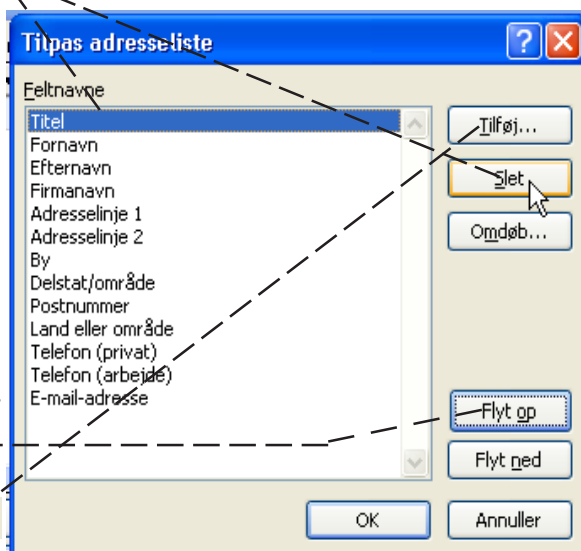 Tilpas adresseliste
Feltnavne
Titel
Fornavn
Efternavn
Firmanavn
Adresselinje 1
Adresselinje 2
By
Delstat/område
Postnummer
Land eller område
Telefon (privat)
Telefon (arbejde)
E-mail-adresse
Tilføj...
Slet
Omdøb...
Flyt op
Flyt ned
OK
Annuller